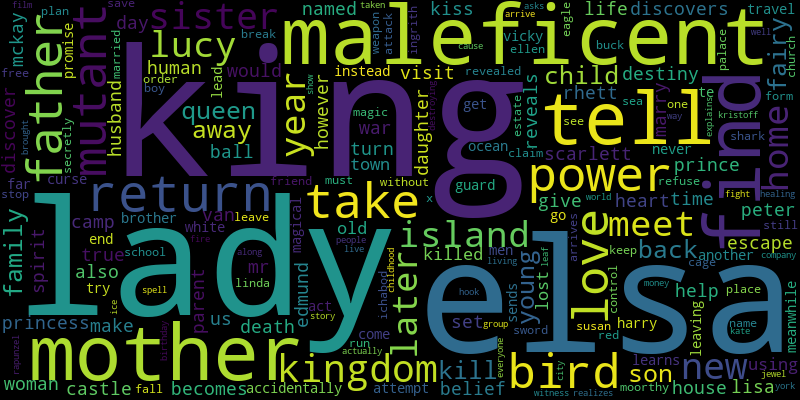 king
lady
elsa
maleficent
mother
father
sister
lucy
mutant
return
take
tell
find
power
love
island
kingdom
bird
meet
new
later
year
queen
away
child
fairy
home
family
kill
son
back
young
lost
give
heart
time
daughter
reveals
visit
kiss
life
discovers
destiny
named
day
human
would
instead
husband
however
turn
town
war
magic
ball
mckay
promise
plan
save
film
free
order
boy
lead
married
secretly
discover
break
vicky
ellen
buck
rhett
scarlett
estate
ocean
claim
guard
get
weapon
attack
taken
ingrith
eagle
arrive
asks
cause
revealed
travel
palace
well
church
form
marry
one
see
sea
te
way
explains
kristoff
shark
never
prince
refuse
peter
escape
still
healing
fight
world
magical
friend
must
without
x
old
people
live
killed
men
living
go
keep
another
cage
company
meanwhile
leaving
help
place
name
kate
money
control
leaf
arrives
sends
sword
set
hook
group
everyone
story
childhood
ichabod
run
actually
come
attempt
belief
act
us
edmund
death
linda
mr
parent
van
white
leave
brother
school
spell
ice
along
fire
show
camp
true
also
end
try
spirit
curse
far
stop
brought
princess
make
woman
castle
fall
becomes
accidentally
birthday
rapunzel
susan
harry
red
moorthy
house
lisa
learns
using
jewel
york
witness
realizes
city